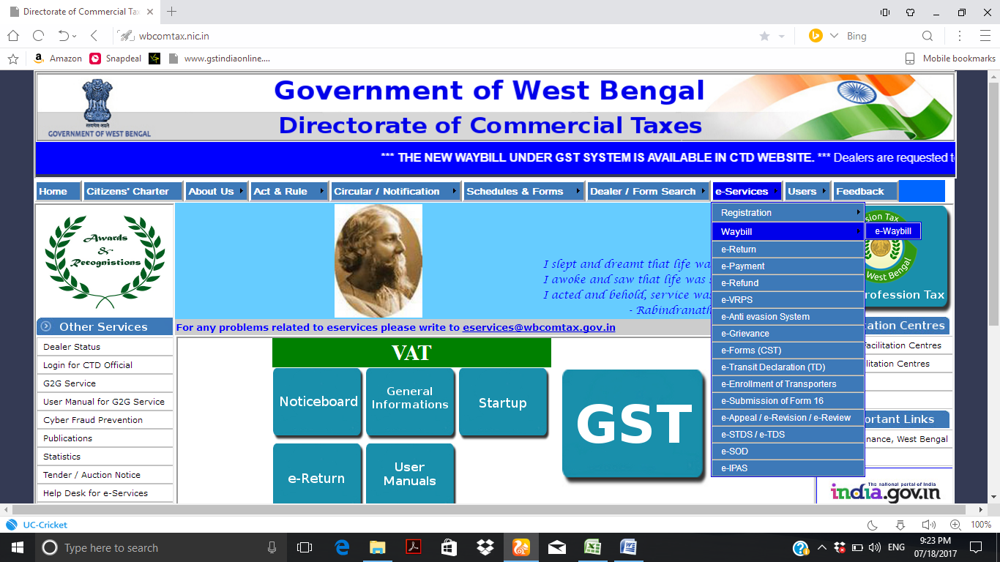 Directorate of Commercial Tax
wbcomtax.nic.in
Bing
Amazon
Snapdeal
www.gstindiaonline....
Mobile bookmarks
Government of West Bengal
Directorate of Commercial Taxes
सत्यमेव जयते
GOVERNMENT OF WEST BENGAL
*** THE NEW WAYBILL UNDER GST SYSTEM IS AVAILABLE IN CTD WEBSITE. *** Dealers are requested t
Home
Citizens' Charter
About Us
Act & Rule
Circular / Notification
Schedules & Forms
Dealer / Form Search
e-Services
Users
Feedback
Awards
&
Recognistions
I slept and dreamt that life wa
I awoke and saw that life was s
I acted and behold, service was
- Rabindranath
Registration
Waybill
e-Waybill
e-Return
e-Payment
e-Refund
e-VRPS
e-Anti evasion System
e-Grievance
e-Forms (CST)
e-Transit Declaration (TD)
e-Enrollment of Transporters
e-Submission of Form 16
e-Appeal / e-Revision / e-Review
e-STDS / e-TDS
e-SOD
e-IPAS
ssion Tax
West Bengal
rofession Tax
Other Services
Dealer Status
Login for CTD Official
G2G Service
User Manual for G2G Service
Cyber Fraud Prevention
Publications
Statistics
Tender / Auction Notice
Help Desk for e-Services
For any problems related to eservices please write to eservices@wbcomtax.gov.in
VAT
Noticeboard
General
Informations
Startup
e-Return
User
Manuals
GST
tation Centres
Facilitation Centres
ilitation Centres
ortant Links
nance, West Bengal
The national portal of India
india.gov.in
UC-Cricket
100%
Type here to search
ENG
9:23 PM
07/18/2017